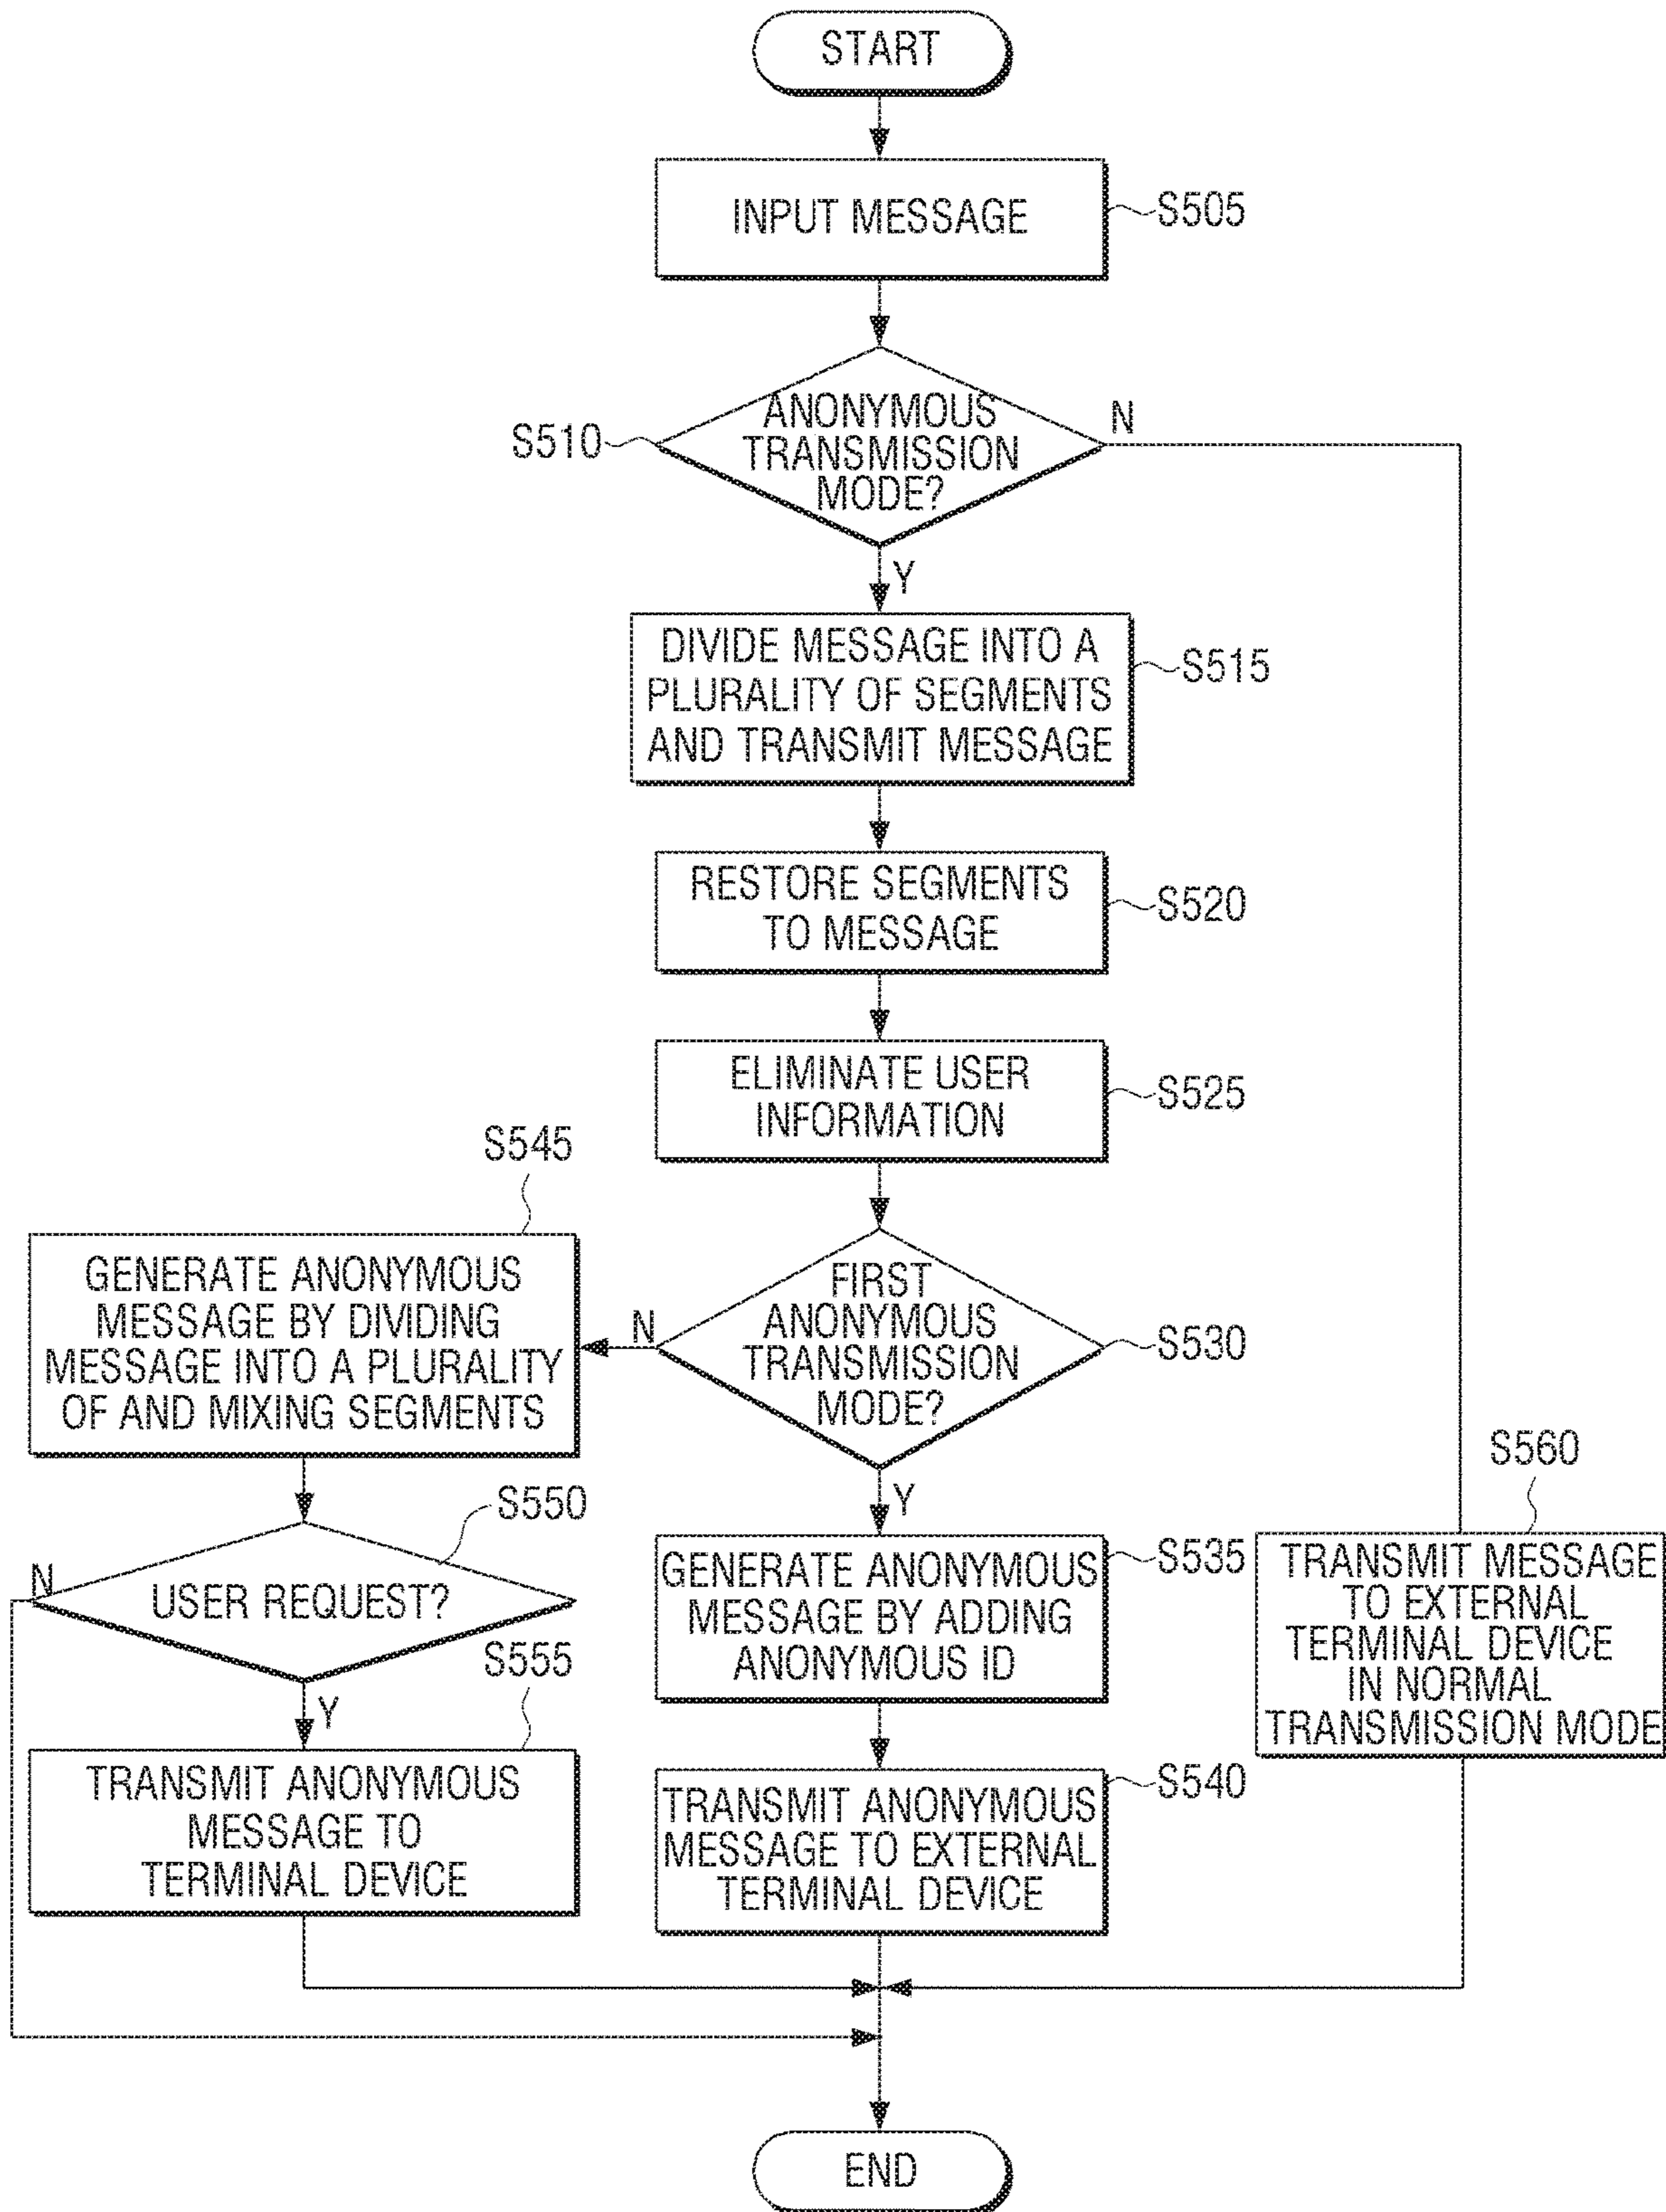 START
INPUT MESSAGE
S505
ANONYMOUS
TRANSMISSION
MODE?
S510
N
Y
DIVIDE MESSAGE INTO A
PLURALITY OF SEGMENTS
AND TRANSMIT MESSAGE
S515
RESTORE SEGMENTS
TO MESSAGE
S520
ELIMINATE USER
INFORMATION
S525
FIRST
ANONYMOUS
TRANSMISSION
MODE?
S530
N
Y
S545
GENERATE ANONYMOUS
MESSAGE BY DIVIDING
MESSAGE INTO A PLURALITY
OF AND MIXING SEGMENTS
S550
USER REQUEST?
N
Y
S555
TRANSMIT ANONYMOUS
MESSAGE TO
TERMINAL DEVICE
GENERATE ANONYMOUS
MESSAGE BY ADDING
ANONYMOUS ID
S535
TRANSMIT ANONYMOUS
MESSAGE TO EXTERNAL
TERMINAL DEVICE
S540
S560
TRANSMIT MESSAGE
TO EXTERNAL
TERMINAL DEVICE
IN NORMAL
TRANSMISSION MODE
END